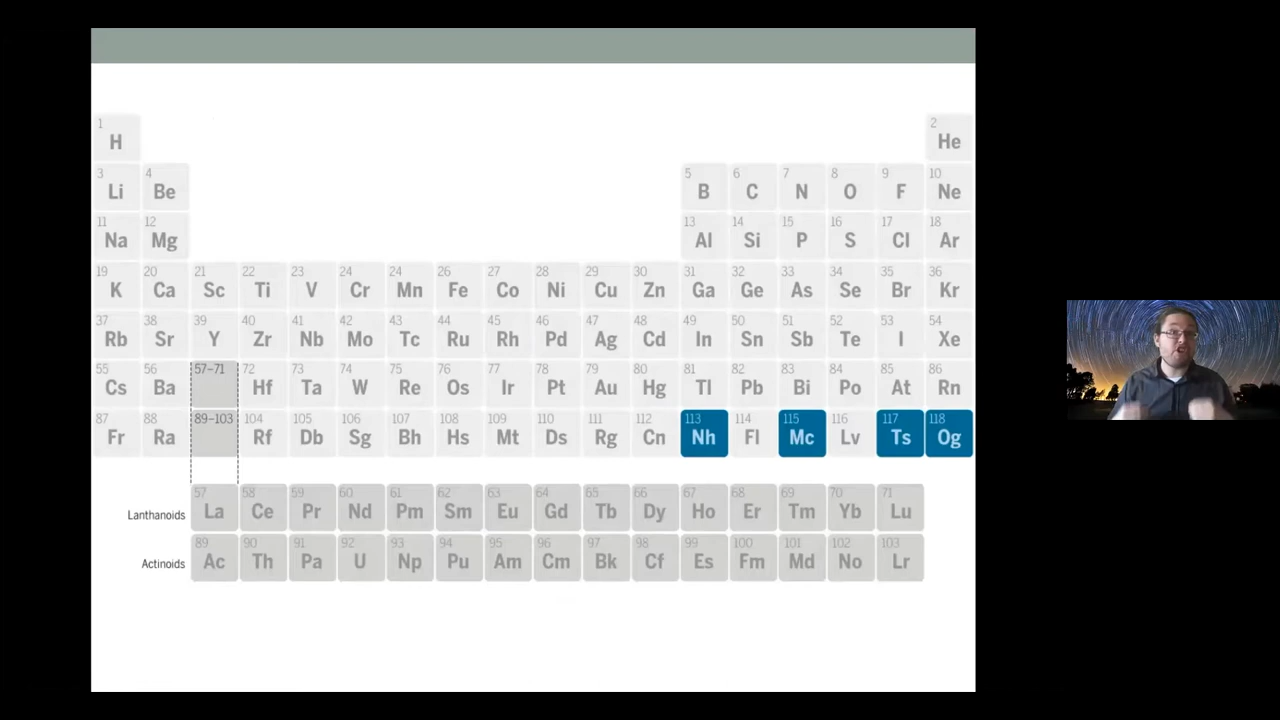 1 2
H He
3 4 5 6 7 8 9 10
Li Be B C N O F Ne
11 12 13 14 15 16 17 18
Na Mg Al Si P S Cl Ar
19 20 21 22 23 24 24 26 27 28 29 30 31 32 33 34 35 36
K Ca Sc Ti V Cr Mn Fe Co Ni Cu Zn Ga Ge As Se Br Kr
37 38 39 40 41 42 43 44 45 46 47 48 49 50 51 52 53 54
Rb Sr Y Zr Nb Mo Tc Ru Rh Pd Ag Cd In Sn Sb Te I Xe
55 56 57–71 72 73 74 75 76 77 78 79 80 81 82 83 84 85 86
Cs Ba Hf Ta W Re Os Ir Pt Au Hg Tl Pb Bi Po At Rn
87 88 89–103 104 105 106 107 108 109 110 111 112 113 114 115 116 117 118
Fr Ra Rf Db Sg Bh Hs Mt Ds Rg Cn Nh Fl Mc Lv Ts Og
57 58 59 60 61 62 63 64 65 66 67 68 69 70 71
Lanthanoids La Ce Pr Nd Pm Sm Eu Gd Tb Dy Ho Er Tm Yb Lu
89 90 91 92 93 94 95 96 97 98 99 100 101 102 103
Actinoids Ac Th Pa U Np Pu Am Cm Bk Cf Es Fm Md No Lr